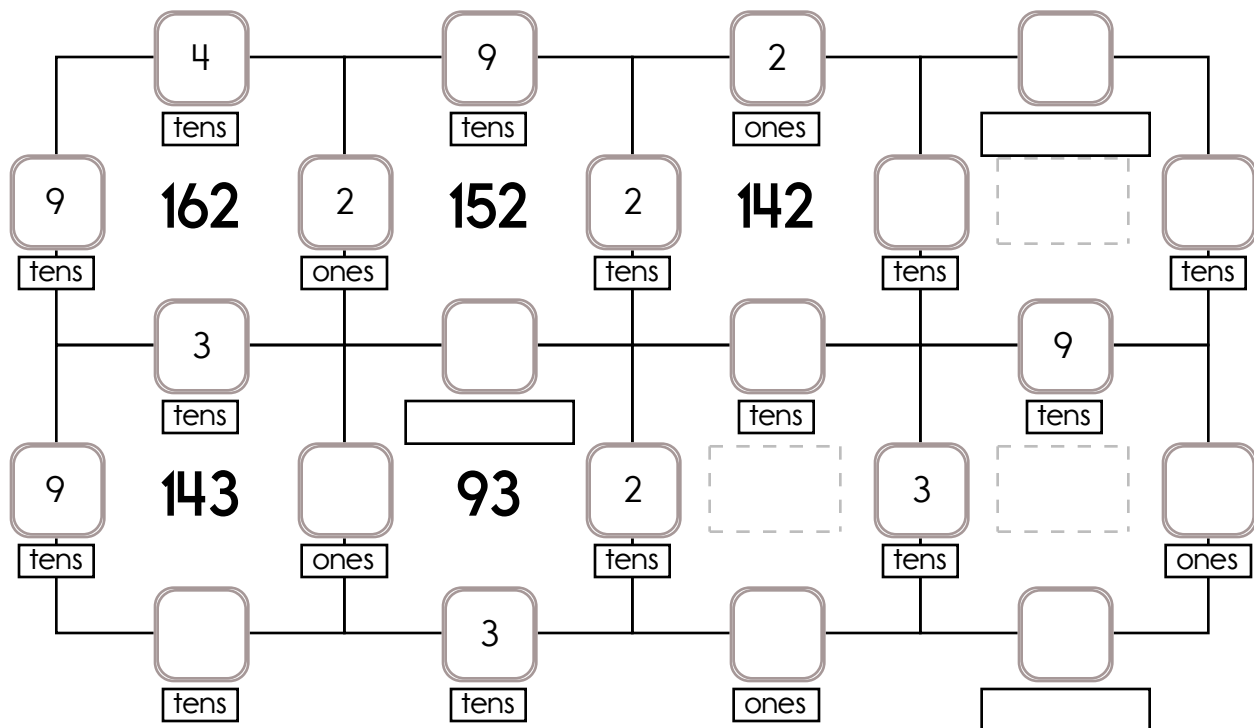 4 9 2
tens tens ones
9 162 2 152 2 142
tens ones tens tens tens
3 9
tens tens tens
9 143 93 2 3
tens ones tens tens ones
3
tens tens ones